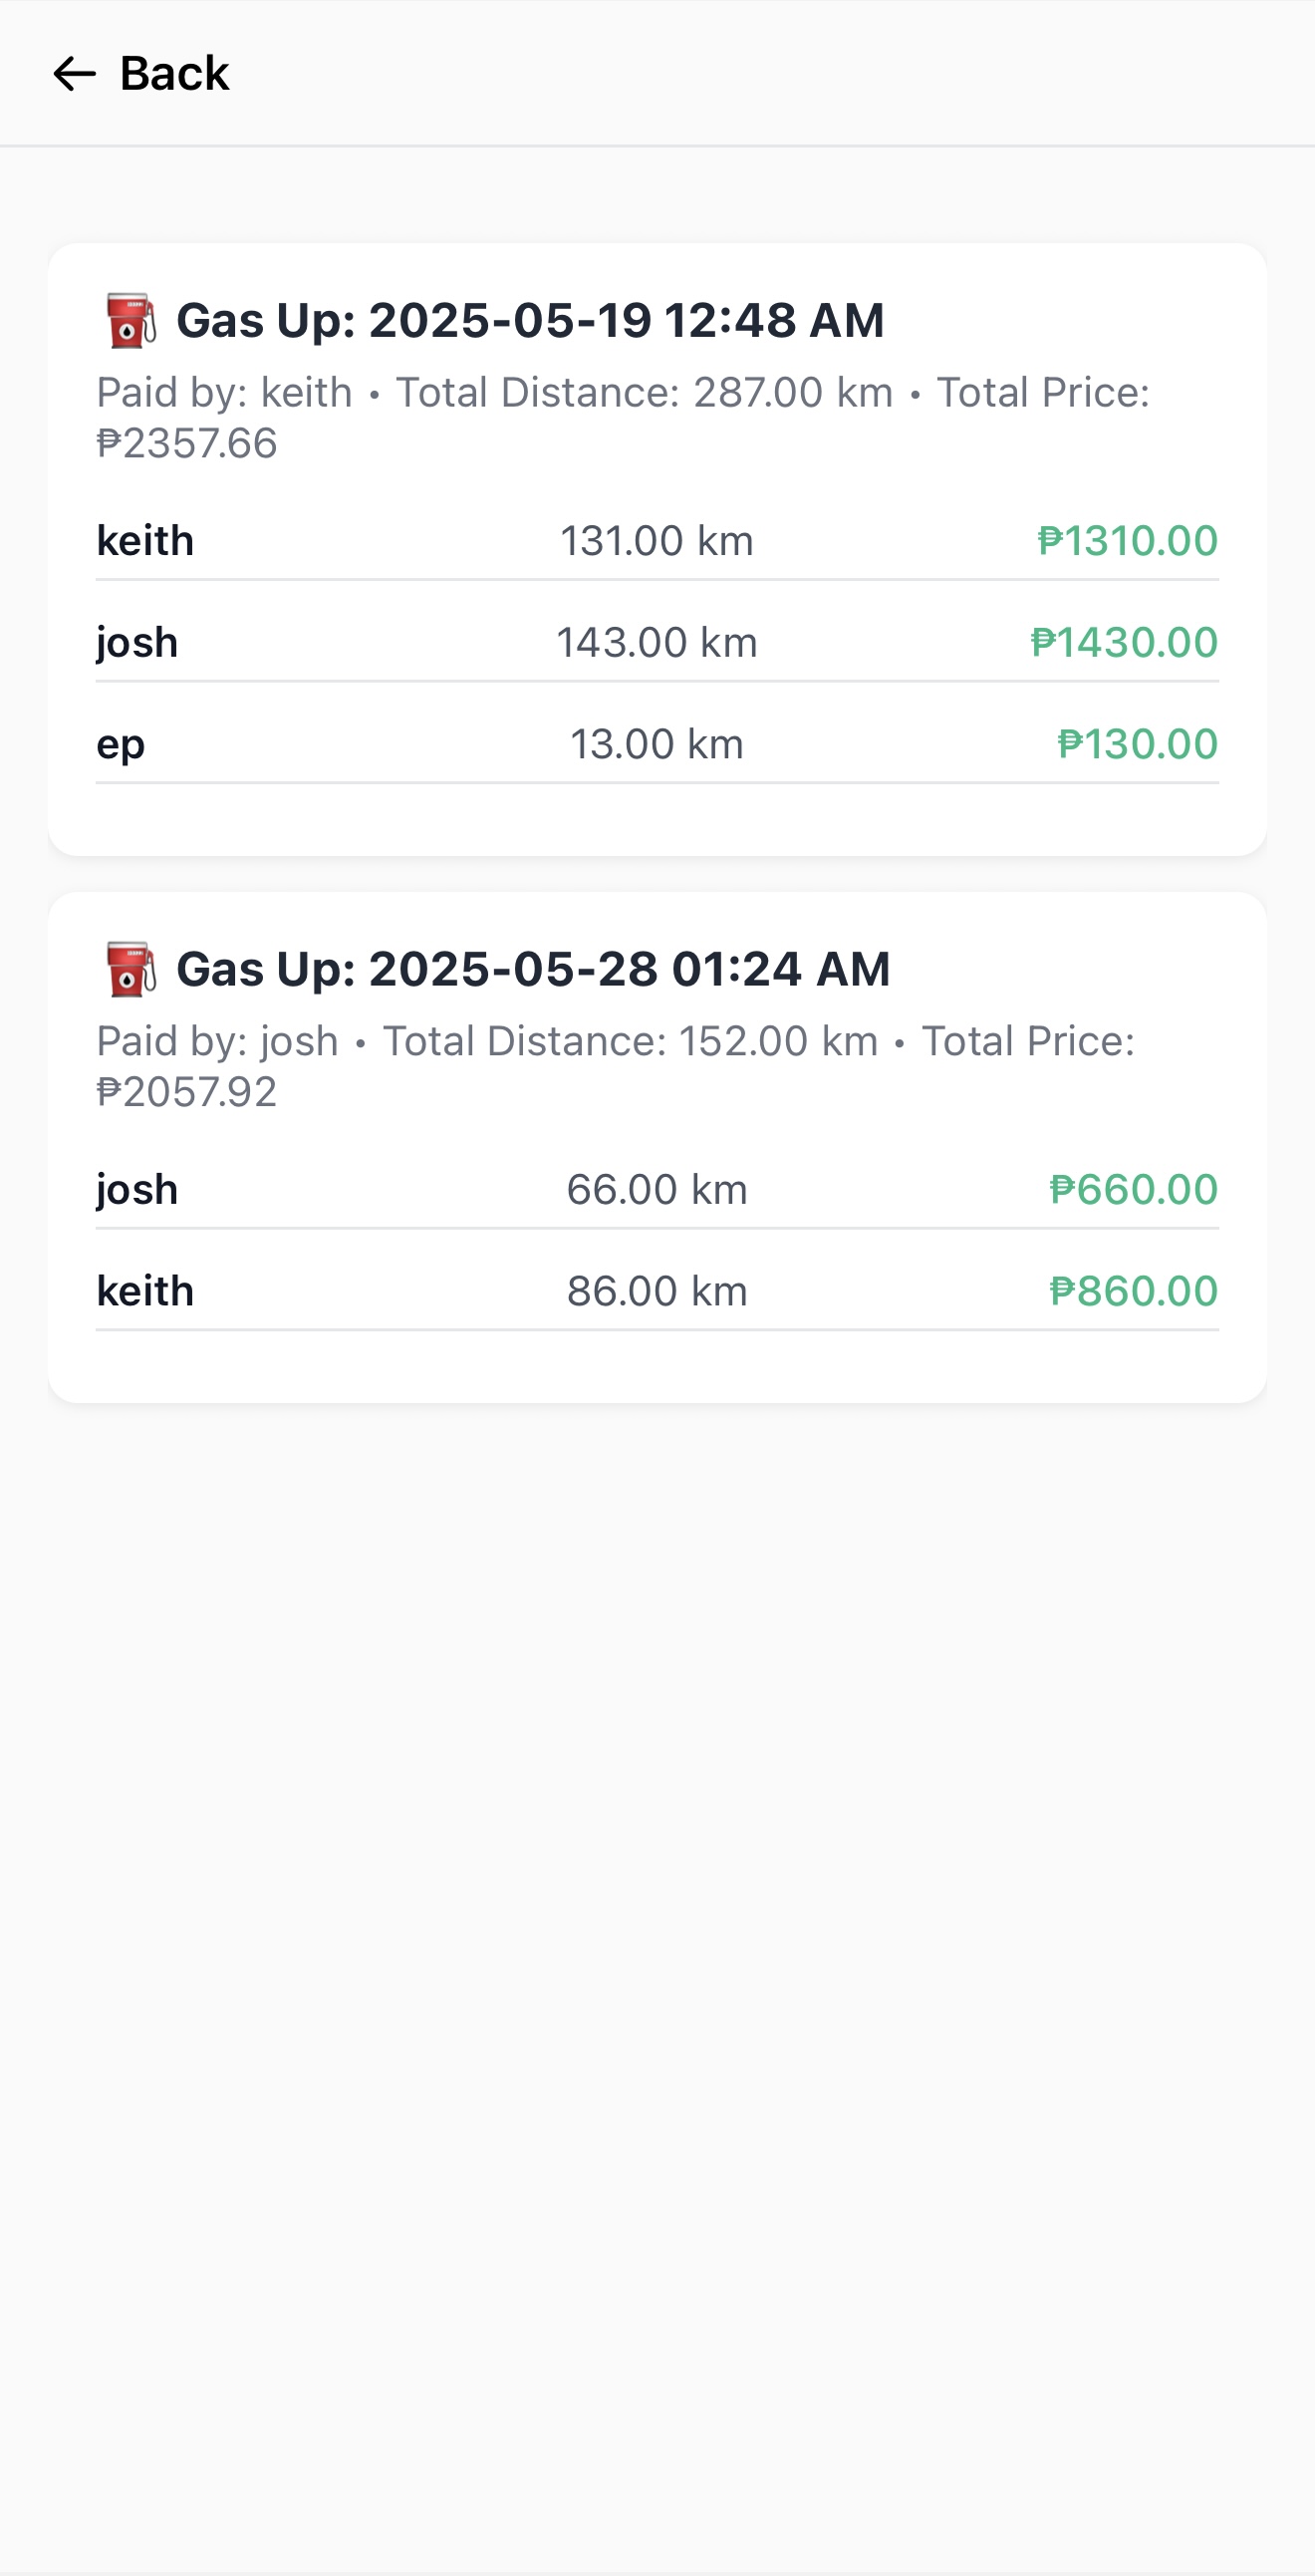 Back
Gas Up: 2025-05-19 12:48 AM
Paid by: keith • Total Distance: 287.00 km • Total Price:
₱2357.66
keith 131.00 km ₱1310.00
josh 143.00 km ₱1430.00
ep 13.00 km ₱130.00
Gas Up: 2025-05-28 01:24 AM
Paid by: josh • Total Distance: 152.00 km • Total Price:
₱2057.92
josh 66.00 km ₱660.00
keith 86.00 km ₱860.00